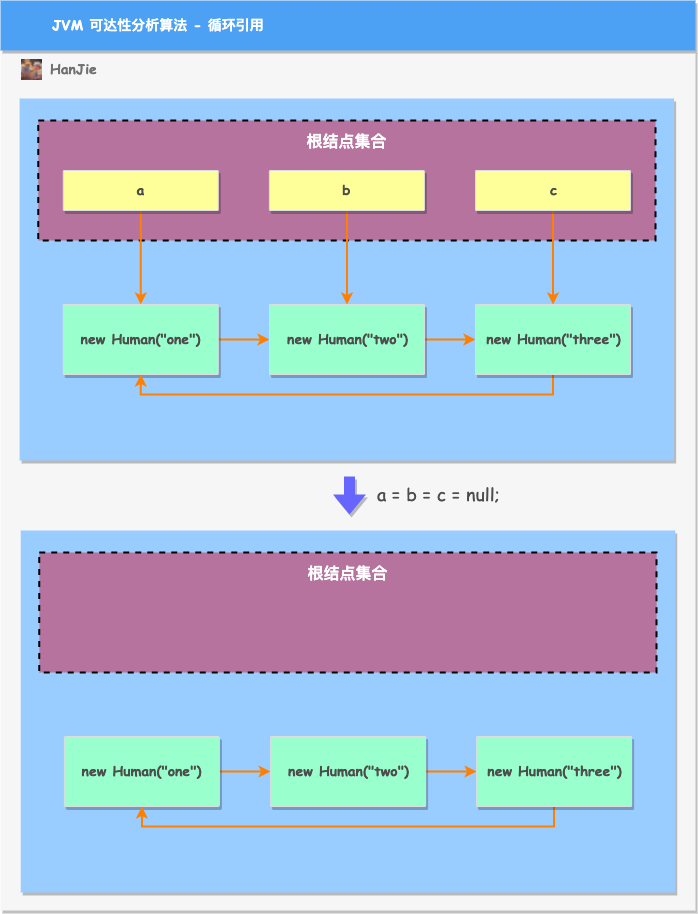 JVM 可达性分析算法 - 循环引用
HanJie
根结点集合
a
b
c
new Human("one")
new Human("two")
new Human("three")
a = b = c = null;
根结点集合
new Human("one")
new Human("two")
new Human("three")